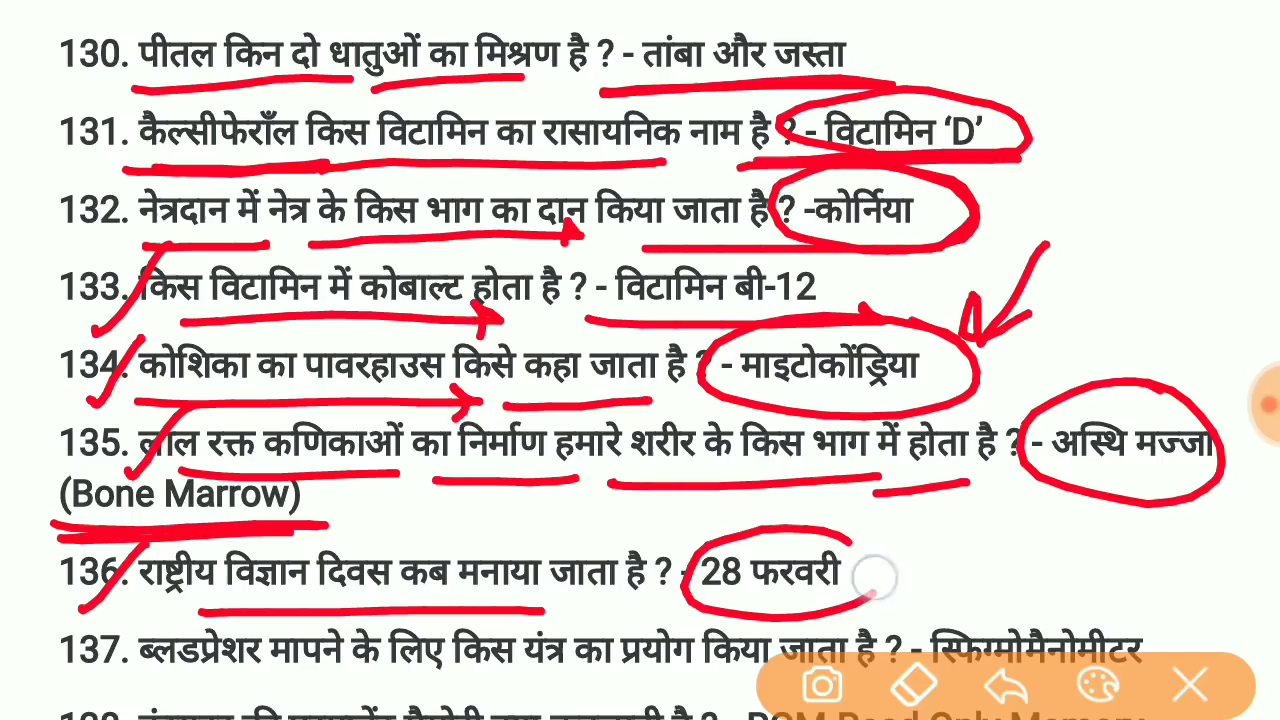 130. पीतल किन दो धातुओं का मिश्रण है ? - तांबा और जस्ता
131. कैल्सीफेरॉल किस विटामिन का रासायनिक नाम है ? - विटामिन ‘D’
132. नेत्रदान में नेत्र के किस भाग का दान किया जाता है ? -कोर्निया
133. किस विटामिन में कोबाल्ट होता है ? - विटामिन बी-12
134. कोशिका का पावरहाउस किसे कहा जाता है ? - माइटोकोंड्रिया
135. लाल रक्त कणिकाओं का निर्माण हमारे शरीर के किस भाग में होता है ? - अस्थि मज्जा
(Bone Marrow)
136. राष्ट्रीय विज्ञान दिवस कब मनाया जाता है ? - 28 फरवरी
137. ब्लडप्रेशर मापने के लिए किस यंत्र का प्रयोग किया जाता है ? - स्फिग्मोमैनोमीटर